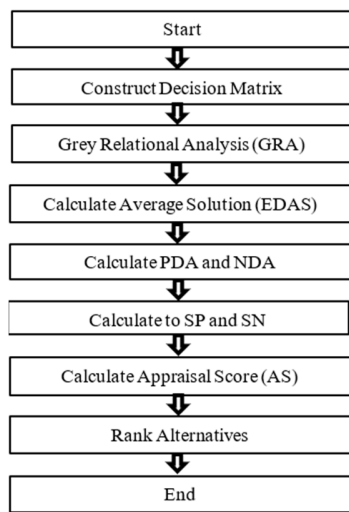 Start
Construct Decision Matrix
Grey Relational Analysis (GRA)
Calculate Average Solution (EDAS)
Calculate PDA and NDA
Calculate to SP and SN
Calculate Appraisal Score (AS)
Rank Alternatives
End